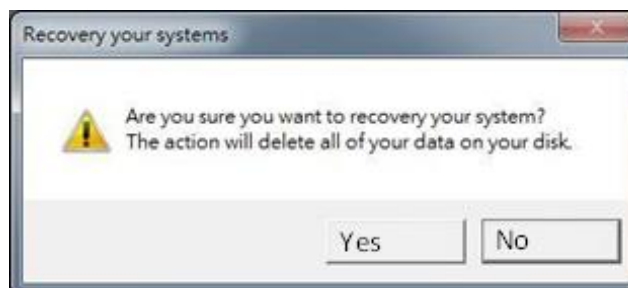 Recovery your systems
Are you sure you want to recovery your system?
The action will delete all of your data on your disk.
Yes
No